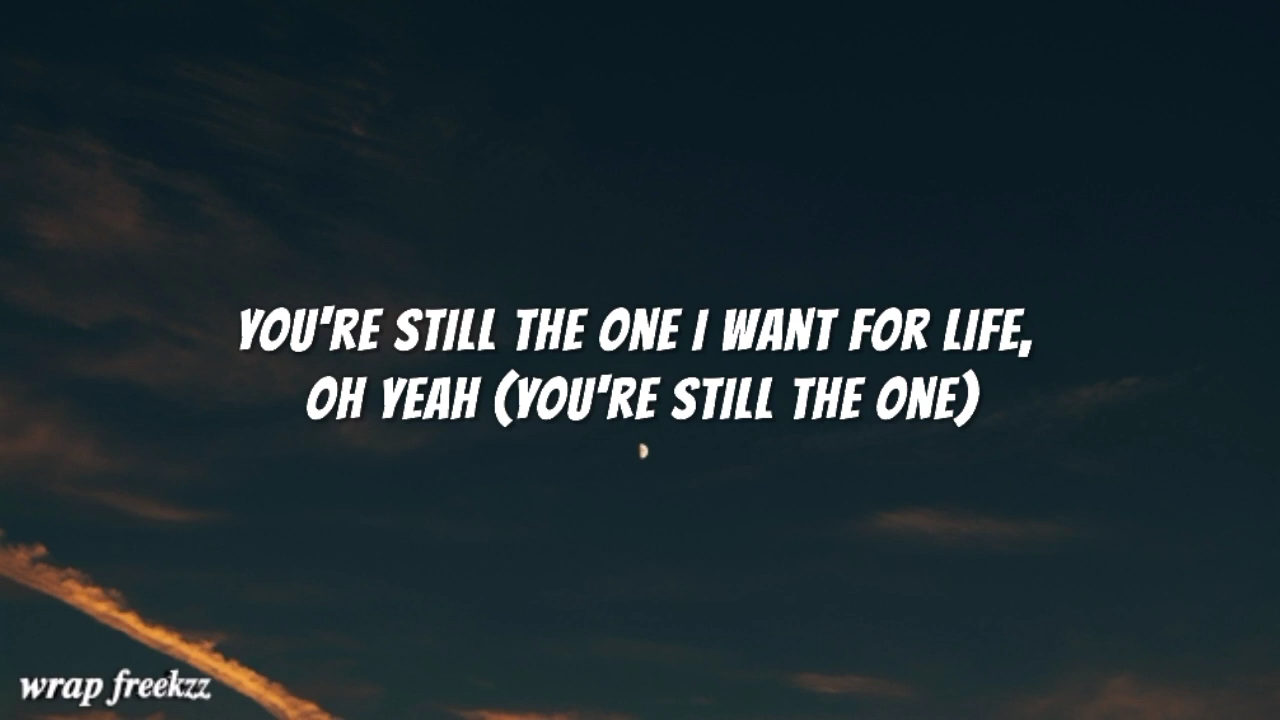 YOU'RE STILL THE ONE I WANT FOR LIFE,
OH YEAH (YOU'RE STILL THE ONE)
wrap freekzz